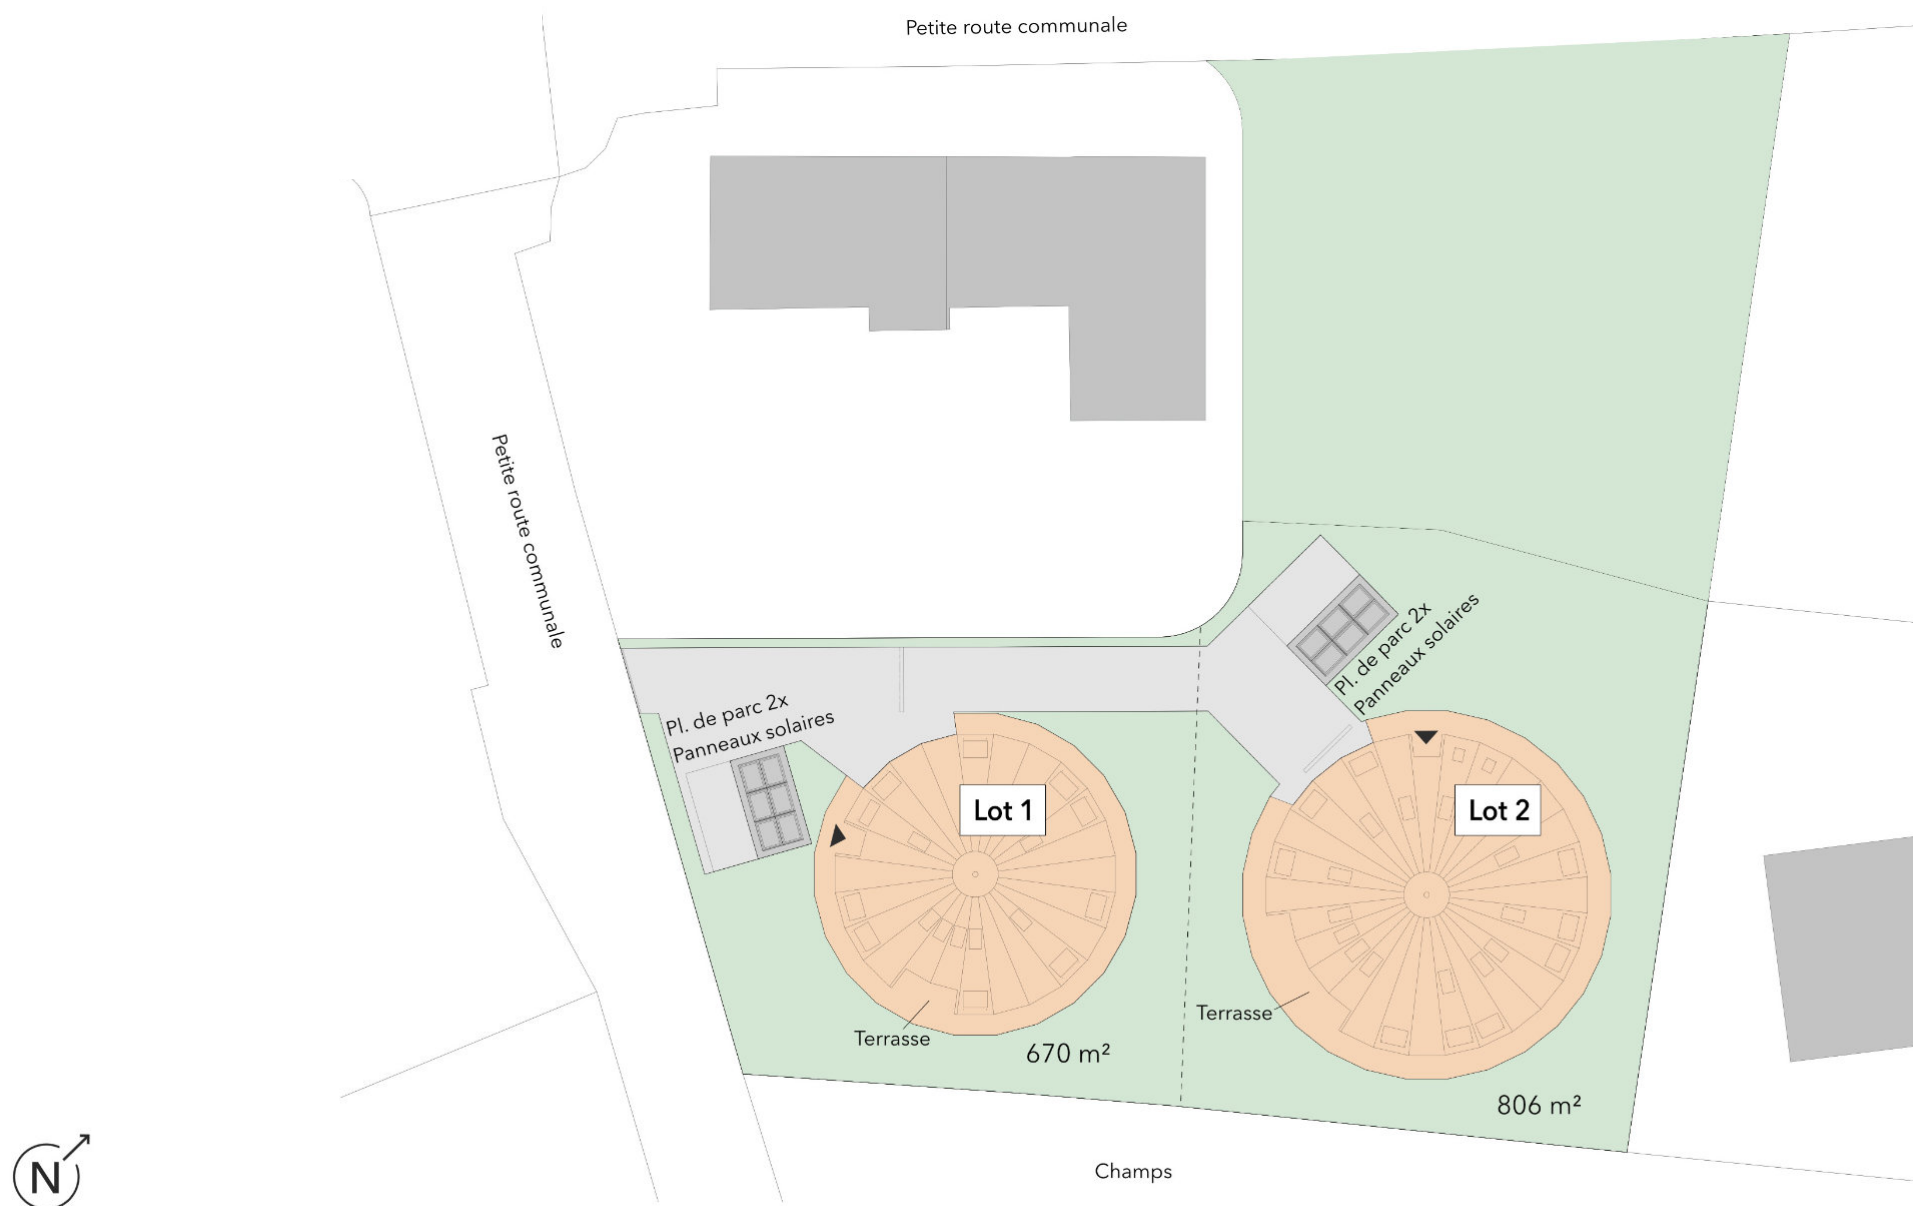 Petite route communale
Petite route communale
Pl. de parc 2x
Panneaux solaires
Pl. de parc 2x
Panneaux solaires
Lot 1
Lot 2
Terrasse
Terrasse
670 m²
806 m²
Champs
N